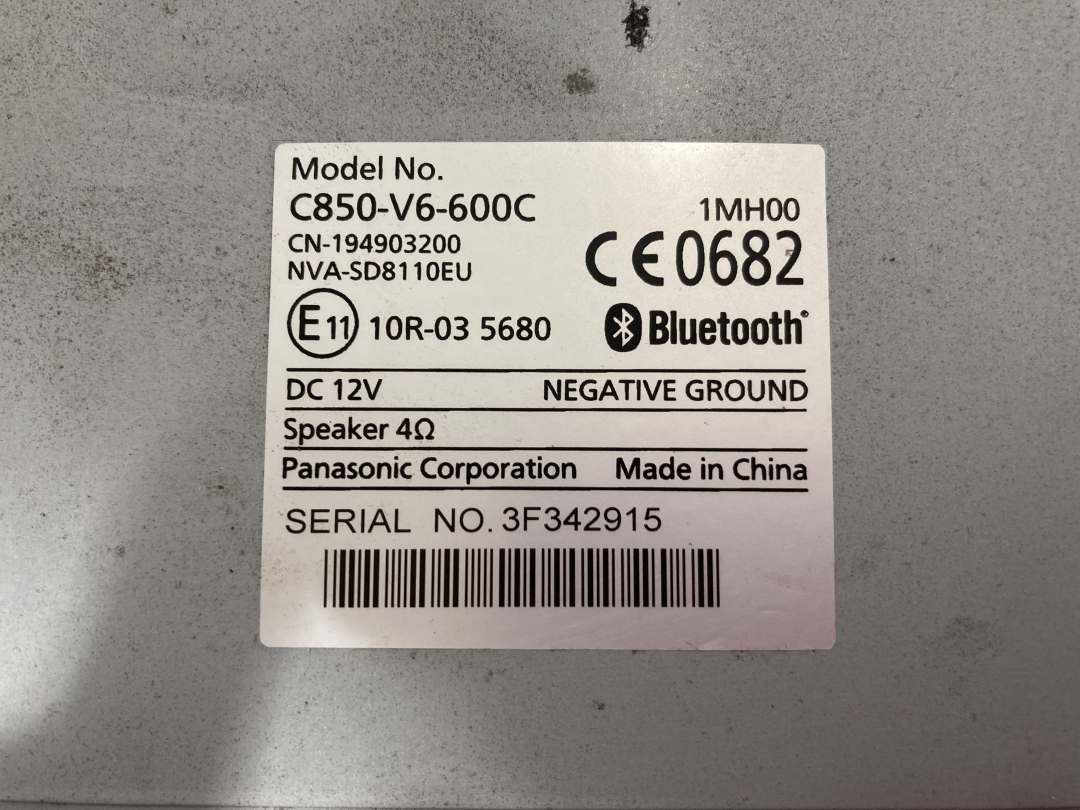 Model No.
C850-V6-600C 1MH00
CN-194903200
NVA-SD8110EU
CE0682
E11 10R-03 5680 Bluetooth®
DC 12V NEGATIVE GROUND
Speaker 4Ω
Panasonic Corporation Made in China
SERIAL NO. 3F342915